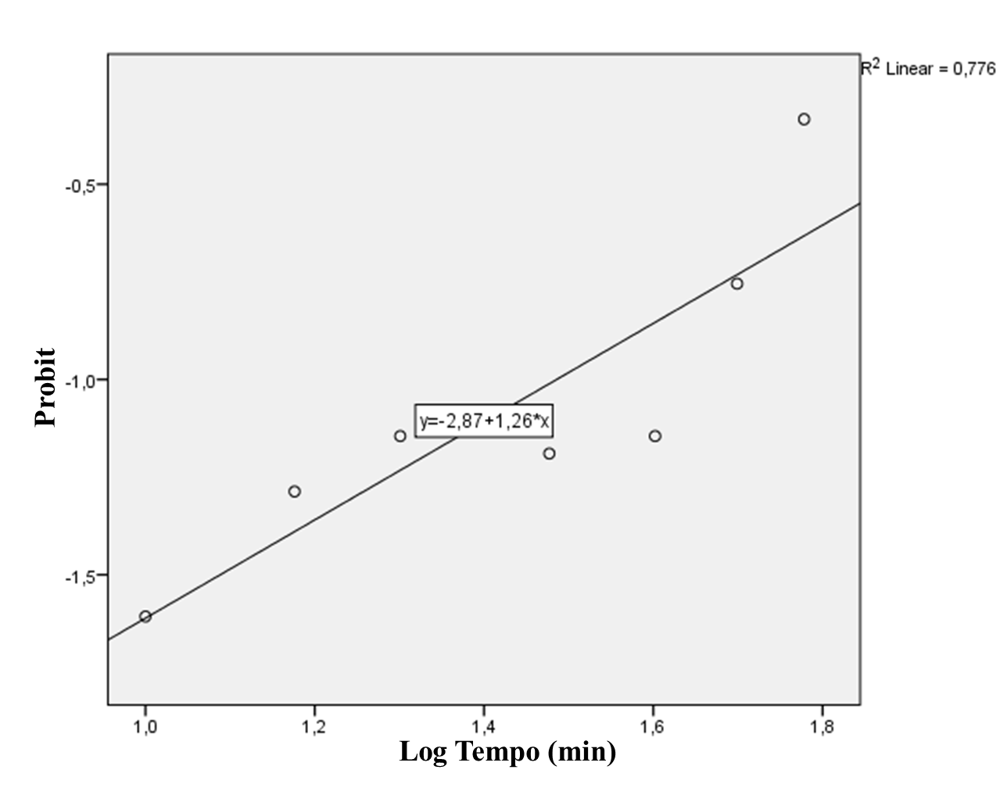 R² Linear = 0,776
-0,5
-1,0
-1,5
Probit
y=-2,87+1,26*x
1,0 1,2 1,4 1,6 1,8
Log Tempo (min)